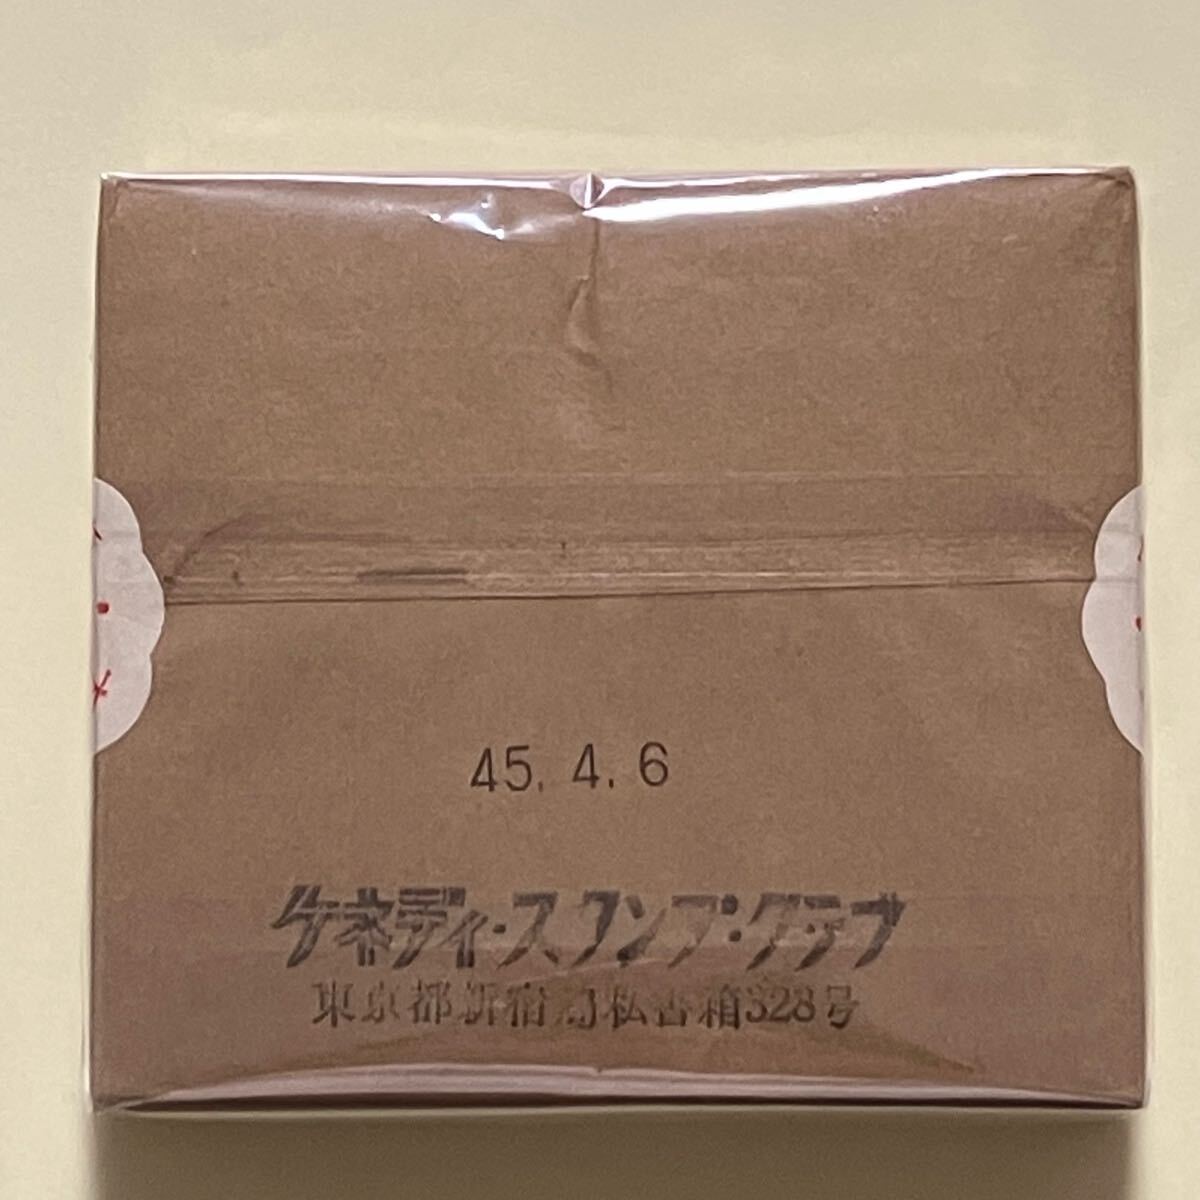 45. 4. 6
ケネディ・スタンプ・クラブ
東京都新宿局私書箱328号